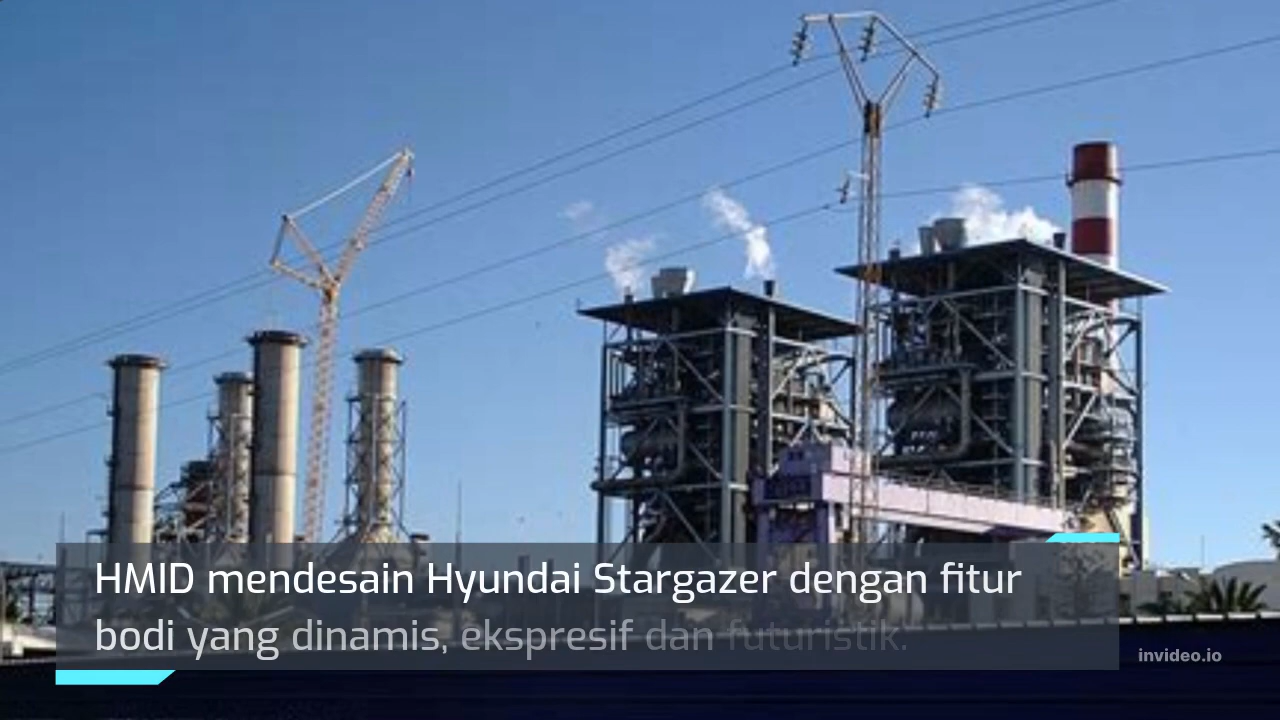 HMID mendesain Hyundai Stargazer dengan fitur
bodi yang dinamis, ekspresif dan futuristik.
invideo.io